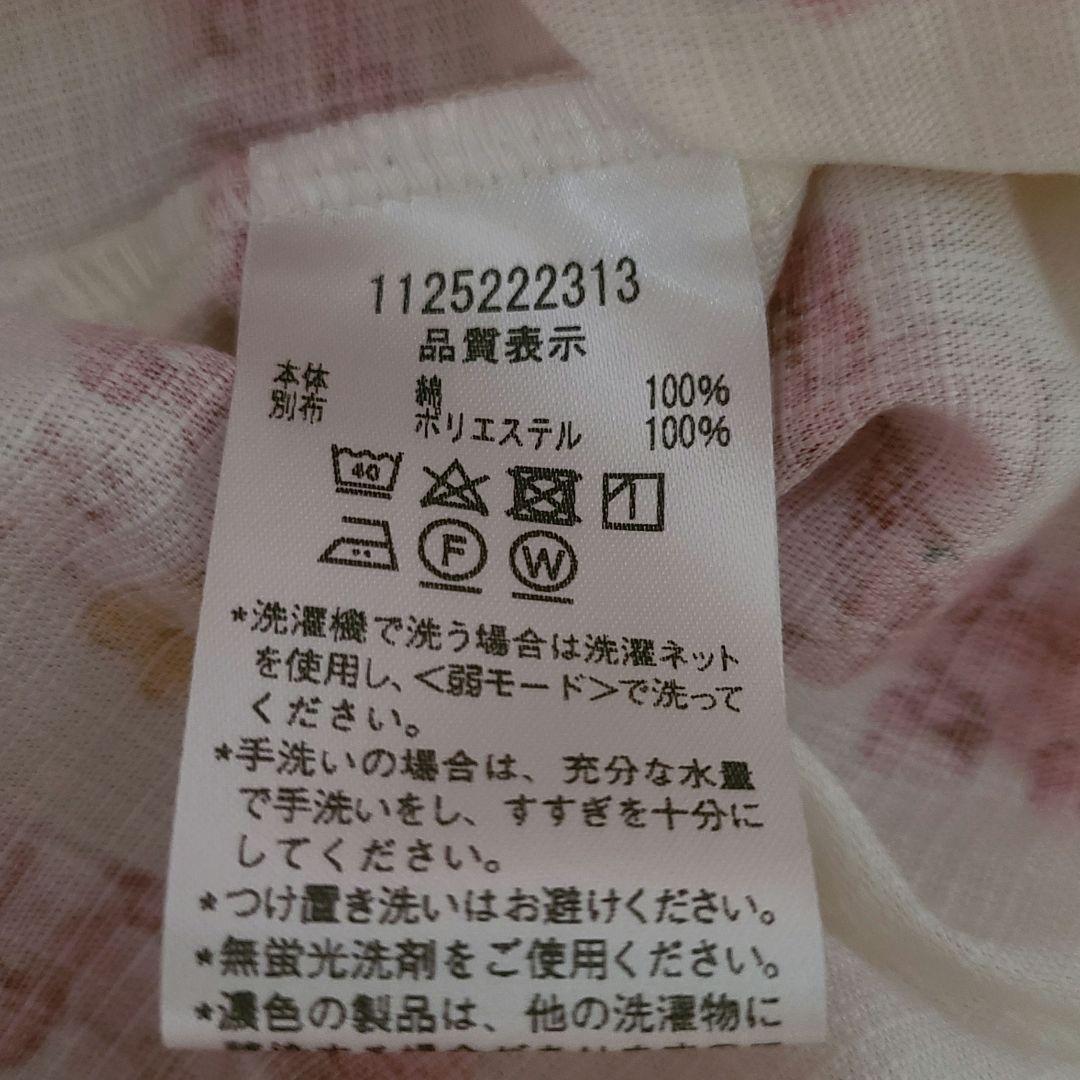 1125222313
品質表示
本体 綿 100%
別布 ポリエステル 100%
40
F W
*洗濯機で洗う場合は洗濯ネット
を使用し、<弱モード>で洗って
ください。
*手洗いの場合は、充分な水量
で手洗いをし、すすぎを十分に
してください。
*つけ置き洗いはお避けください。
*無蛍光洗剤をご使用ください。
*濃色の製品は、他の洗濯物に